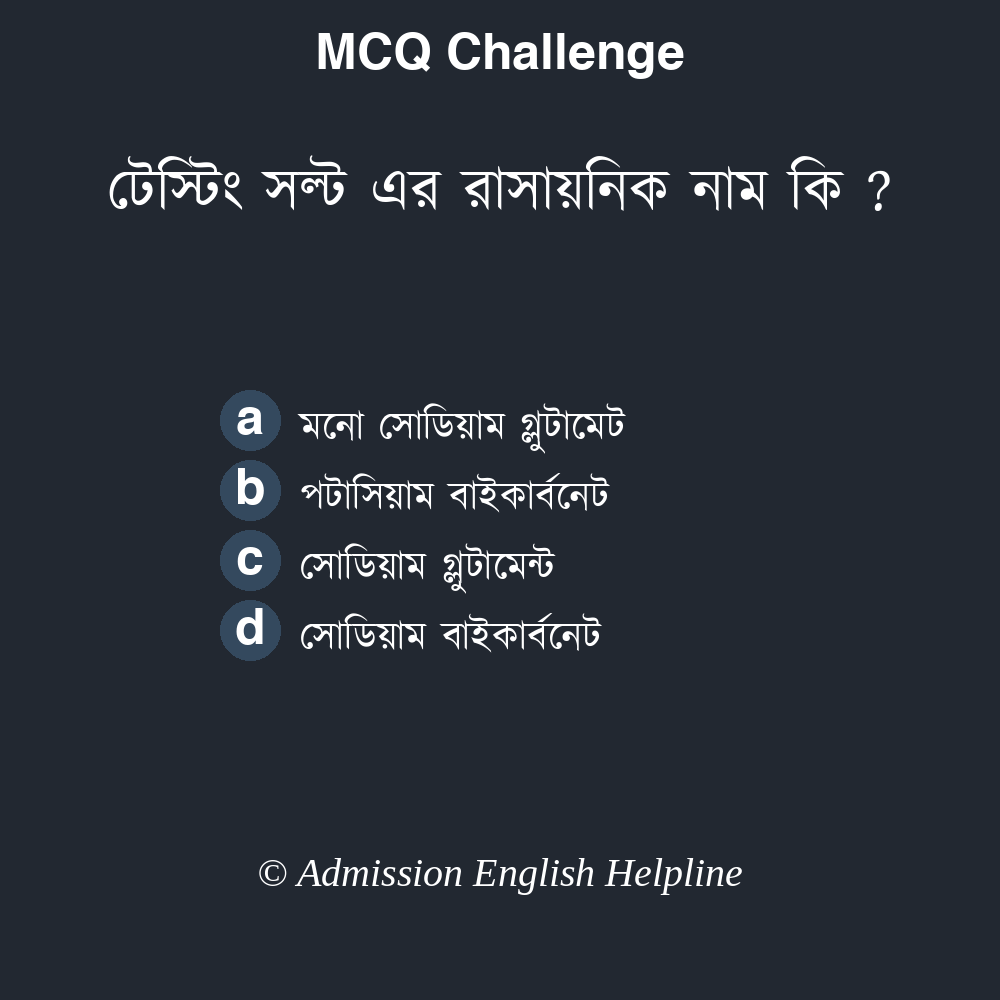 MCQ Challenge
টেস্টিং সল্ট এর রাসায়নিক নাম কি ?
a মনো সোডিয়াম গ্লুটামেট
b পটাসিয়াম বাইকার্বনেট
c সোডিয়াম গ্লুটামেন্ট
d সোডিয়াম বাইকার্বনেট
© Admission English Helpline